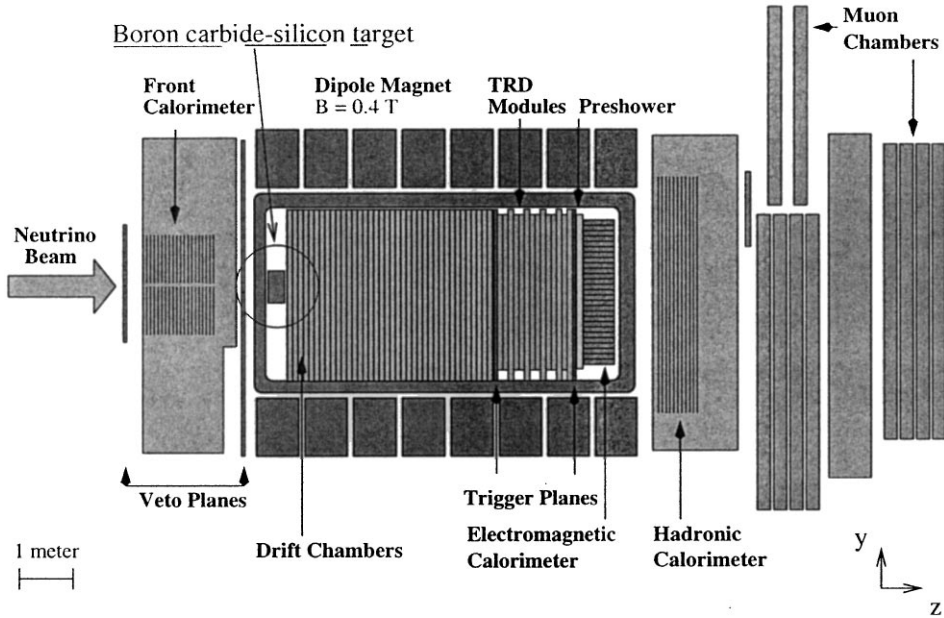 Boron carbide-silicon target
Muon
Chambers
Front
Calorimeter
Dipole Magnet
B = 0.4 T
TRD
Modules
Preshower
Neutrino
Beam
Veto Planes
Drift Chambers
Trigger Planes
Electromagnetic
Calorimeter
Hadronic
Calorimeter
1 meter
y
z